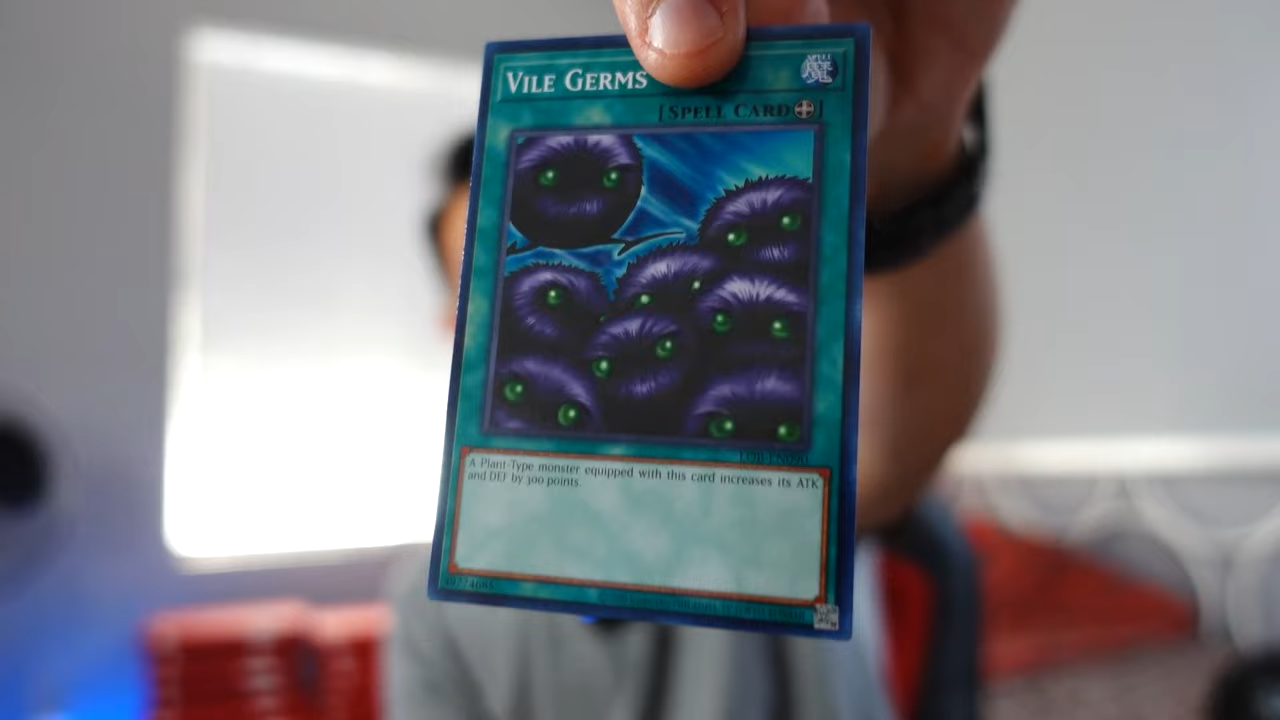 VILE GERMS
魔
[SPELL CARD]
A Plant-Type monster equipped with this card increases its ATK
and DEF by 300 points.